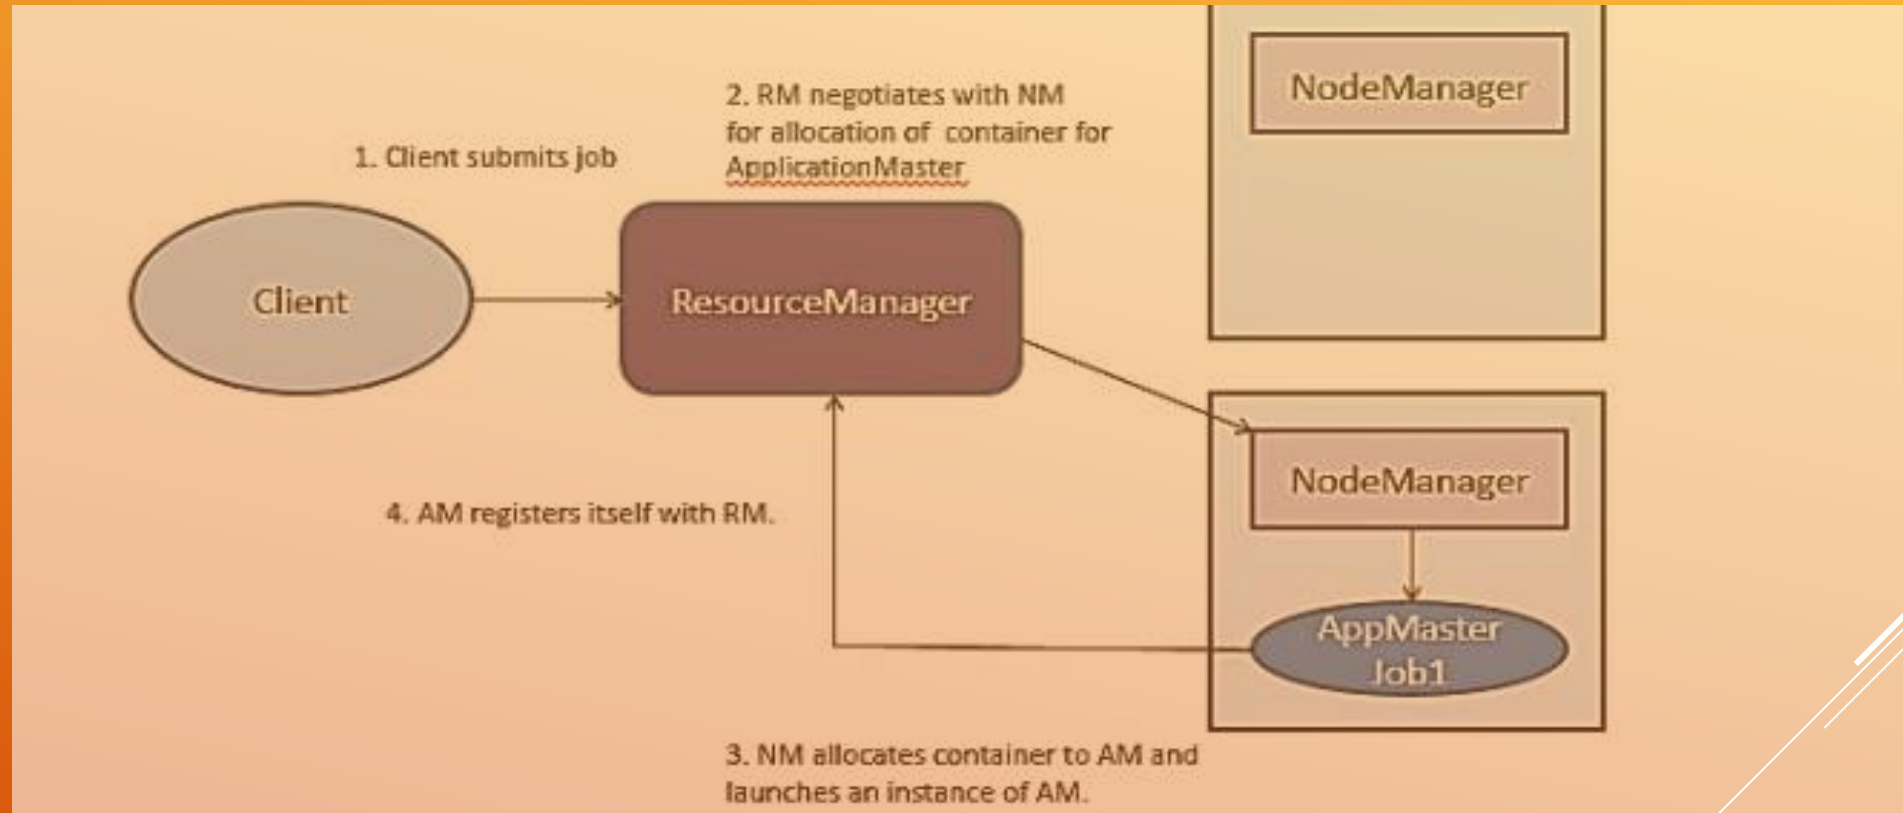 NodeManager
2. RM negotiates with NM
for allocation of container for
ApplicationMaster
1. Client submits job
Client
ResourceManager
NodeManager
4. AM registers itself with RM.
AppMaster
Job1
3. NM allocates container to AM and
launches an instance of AM.